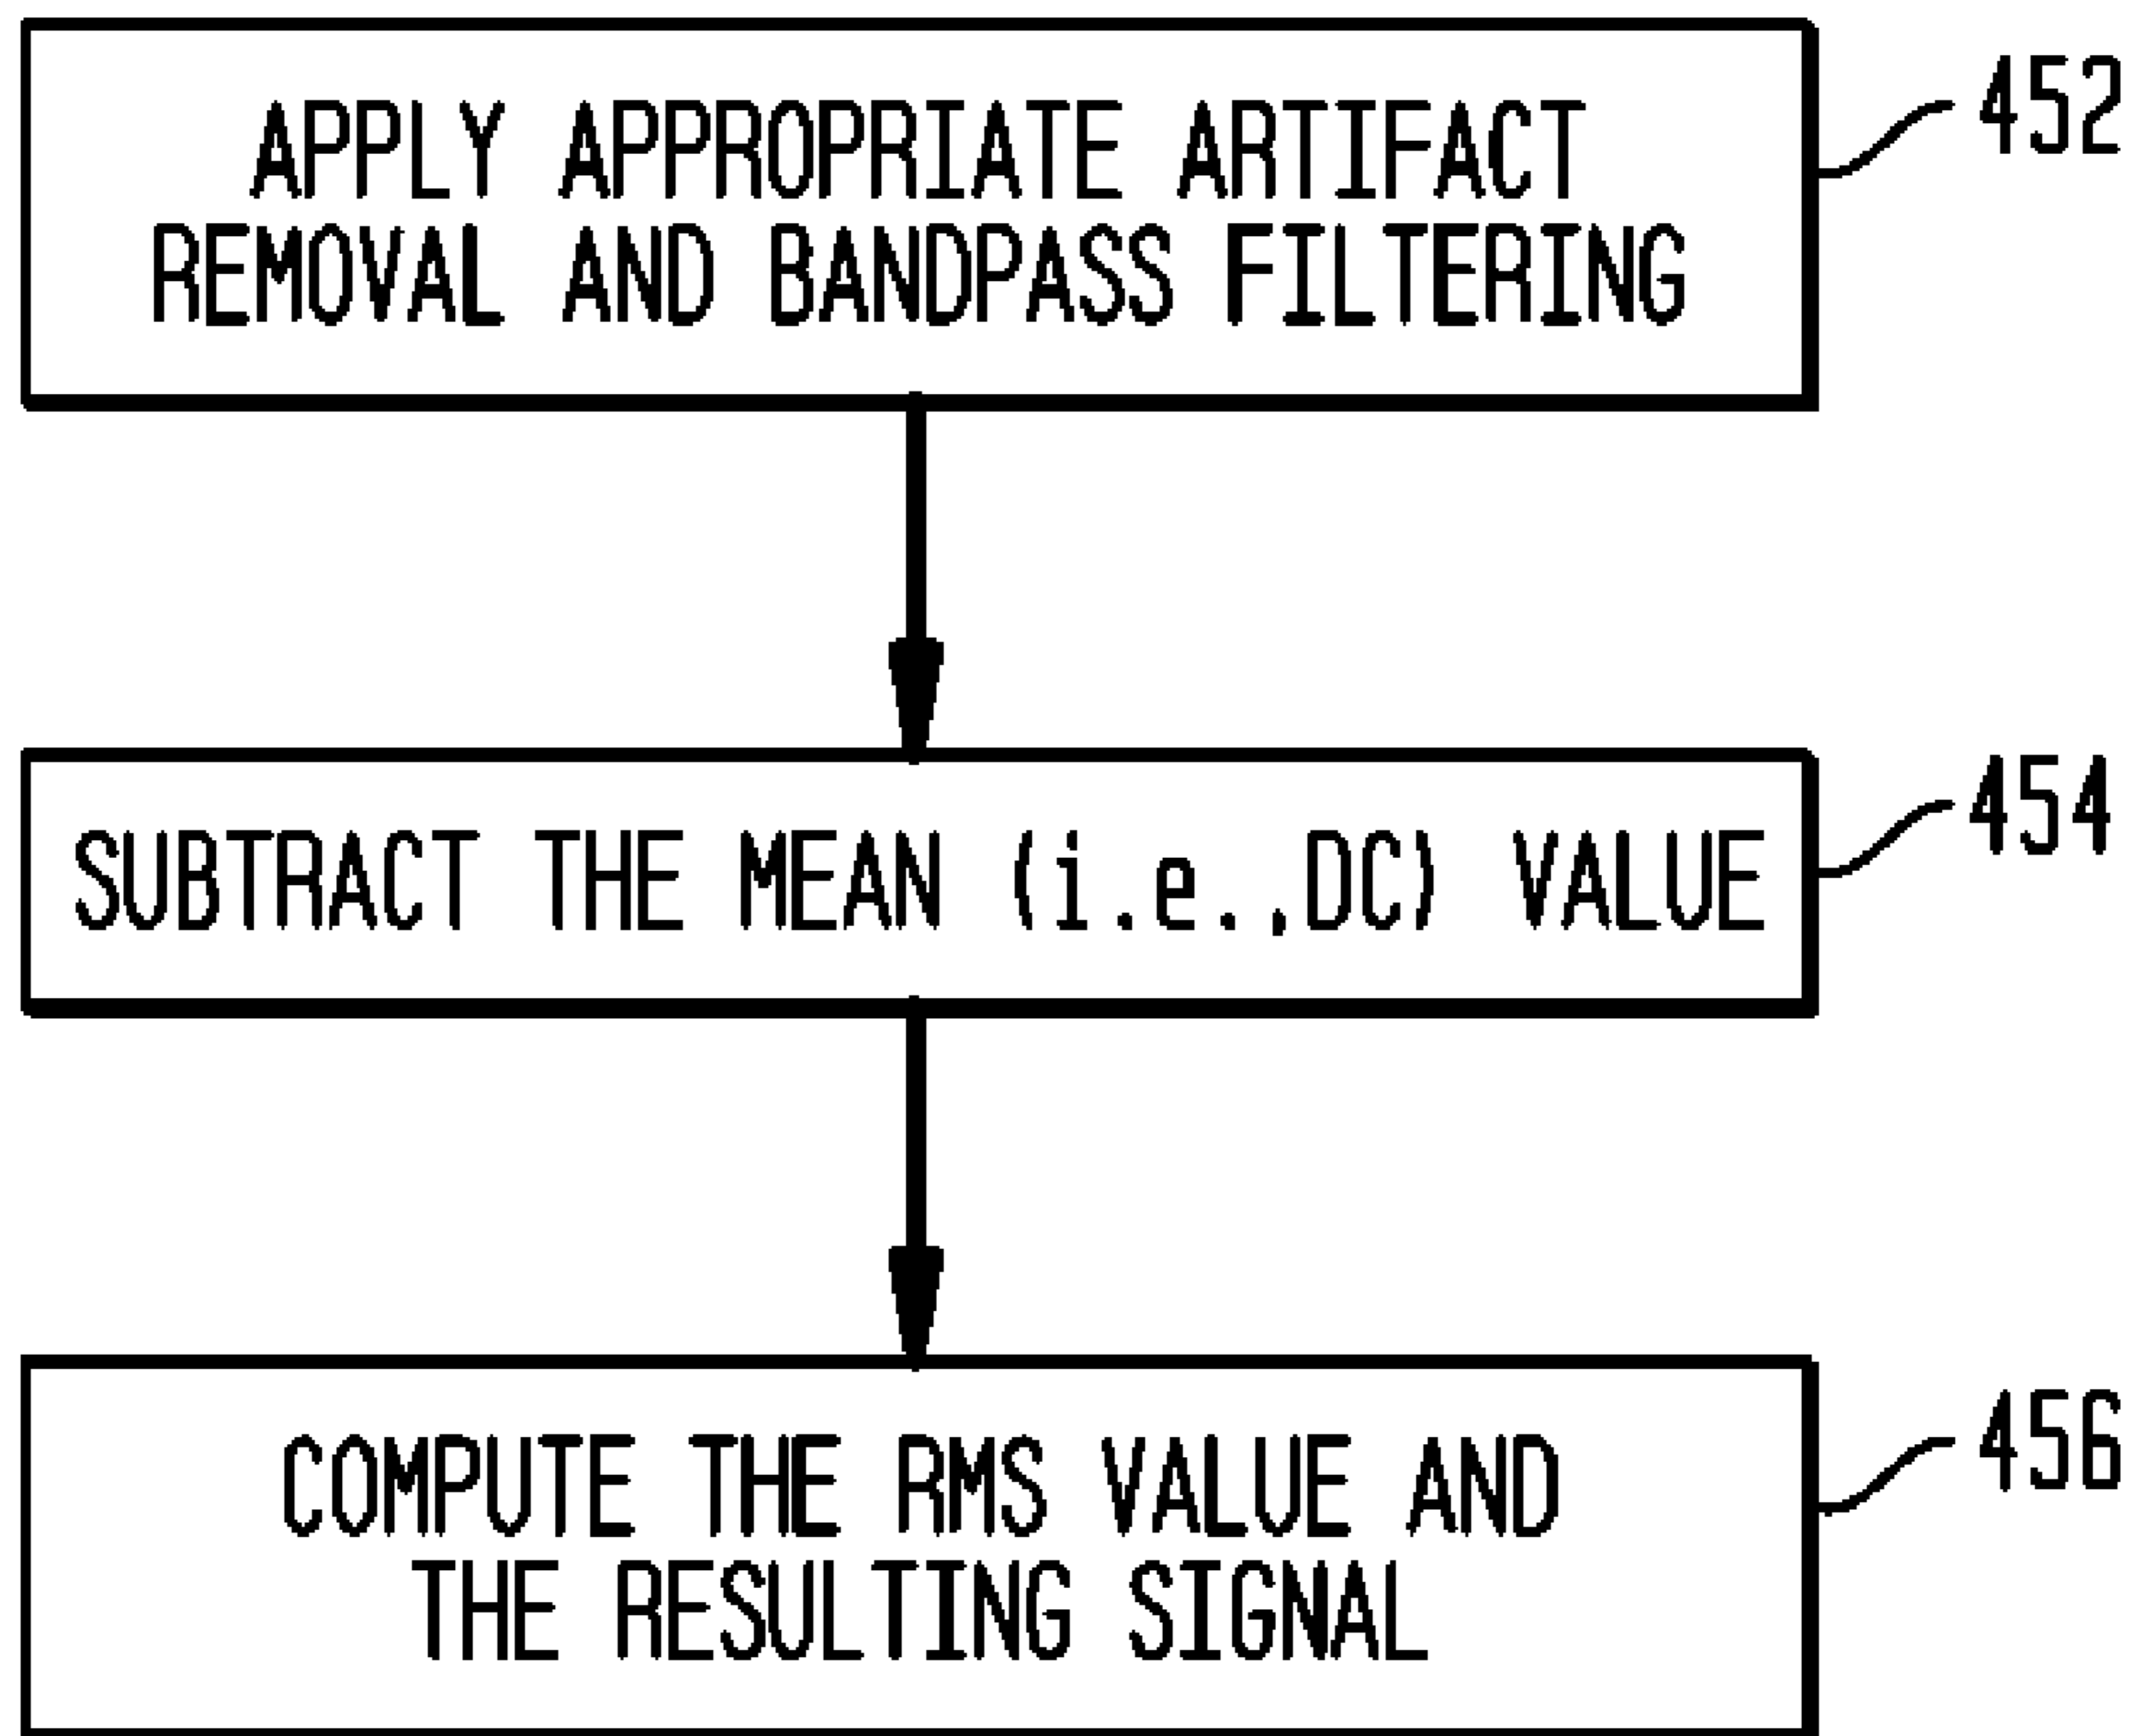 APPLY APPROPRIATE ARTIFACT
REMOVAL AND BANDPASS FILTERING
452
SUBTRACT THE MEAN (i.e.,DC) VALUE
454
COMPUTE THE RMS VALUE AND
THE RESULTING SIGNAL
456